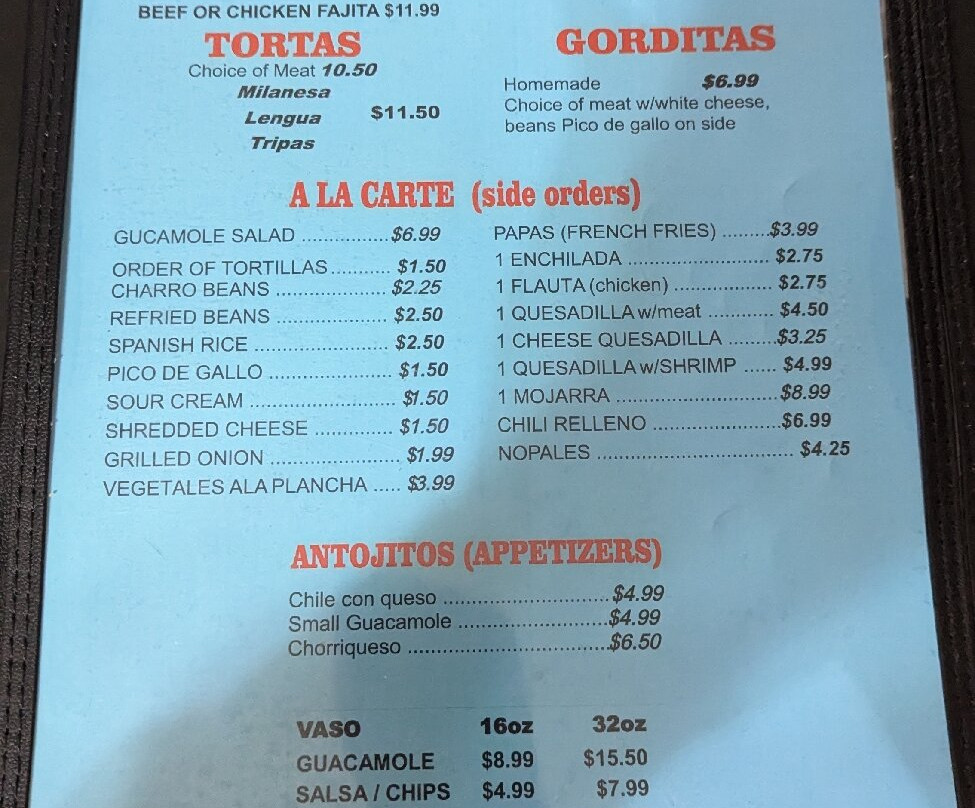 BEEF OR CHICKEN FAJITA $11.99
TORTAS
Choice of Meat 10.50
Milanesa
Lengua $11.50
Tripas
GORDITAS
Homemade $6.99
Choice of meat w/white cheese,
beans Pico de gallo on side
A LA CARTE (side orders)
GUCAMOLE SALAD ................ $6.99
ORDER OF TORTILLAS ........... $1.50
CHARRO BEANS .................... $2.25
REFRIED BEANS .................... $2.50
SPANISH RICE ........................ $2.50
PICO DE GALLO ...................... $1.50
SOUR CREAM .......................... $1.50
SHREDDED CHEESE .............. $1.50
GRILLED ONION ....................... $1.99
VEGETALES ALA PLANCHA ..... $3.99
PAPAS (FRENCH FRIES) ........ $3.99
1 ENCHILADA .......................... $2.75
1 FLAUTA (chicken) .................. $2.75
1 QUESADILLA w/meat ............ $4.50
1 CHEESE QUESADILLA ......... $3.25
1 QUESADILLA w/SHRIMP ...... $4.99
1 MOJARRA .............................. $8.99
CHILI RELLENO ....................... $6.99
NOPALES .................................... $4.25
ANTOJITOS (APPETIZERS)
Chile con queso ............................... $4.99
Small Guacamole ............................ $4.99
Chorriqueso ...................................... $6.50
VASO 16oz 32oz
GUACAMOLE $8.99 $15.50
SALSA / CHIPS $4.99 $7.99